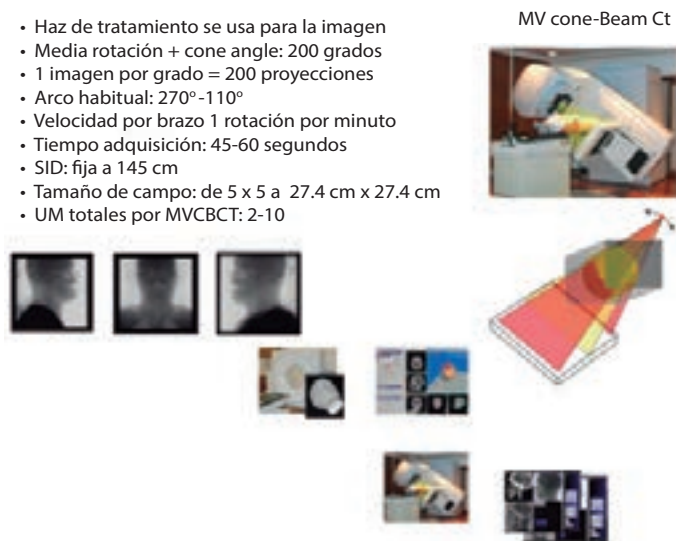 MV cone-Beam Ct
• Haz de tratamiento se usa para la imagen
• Media rotación + cone angle: 200 grados
• 1 imagen por grado = 200 proyecciones
• Arco habitual: 270°-110°
• Velocidad por brazo 1 rotación por minuto
• Tiempo adquisición: 45-60 segundos
• SID: fija a 145 cm
• Tamaño de campo: de 5 x 5 a 27.4 cm x 27.4 cm
• UM totales por MVCBCT: 2-10